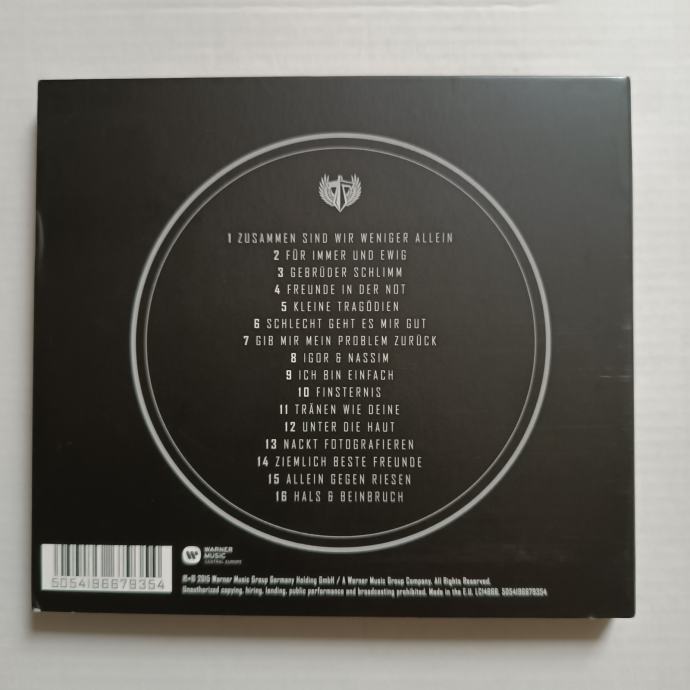 1 ZUSAMMEN SIND WIR WENIGER ALLEIN
2 FÜR IMMER UND EWIG
3 GEBRÜDER SCHLIMM
4 FREUNDE IN DER NOT
5 KLEINE TRAGÖDIEN
6 SCHLECHT GEHT ES MIR GUT
7 GIB MIR MEIN PROBLEM ZURÜCK
8 IGOR & NASSIM
9 ICH BIN EINFACH
10 FINSTERNIS
11 TRÄNEN WIE DEINE
12 UNTER DIE HAUT
13 NACKT FOTOGRAFIEREN
14 ZIEMLICH BESTE FREUNDE
15 ALLEIN GEGEN RIESEN
16 HALS & BEINBRUCH
5054196679354
WARNER
MUSIC
CENTRAL EUROPE
℗+© 2015 Warner Music Group Germany Holding GmbH / A Warner Music Group Company. All Rights Reserved.
Unauthorized copying, hiring, lending, public performance and broadcasting prohibited. Made in the E.U. LC14666. 5054196679354